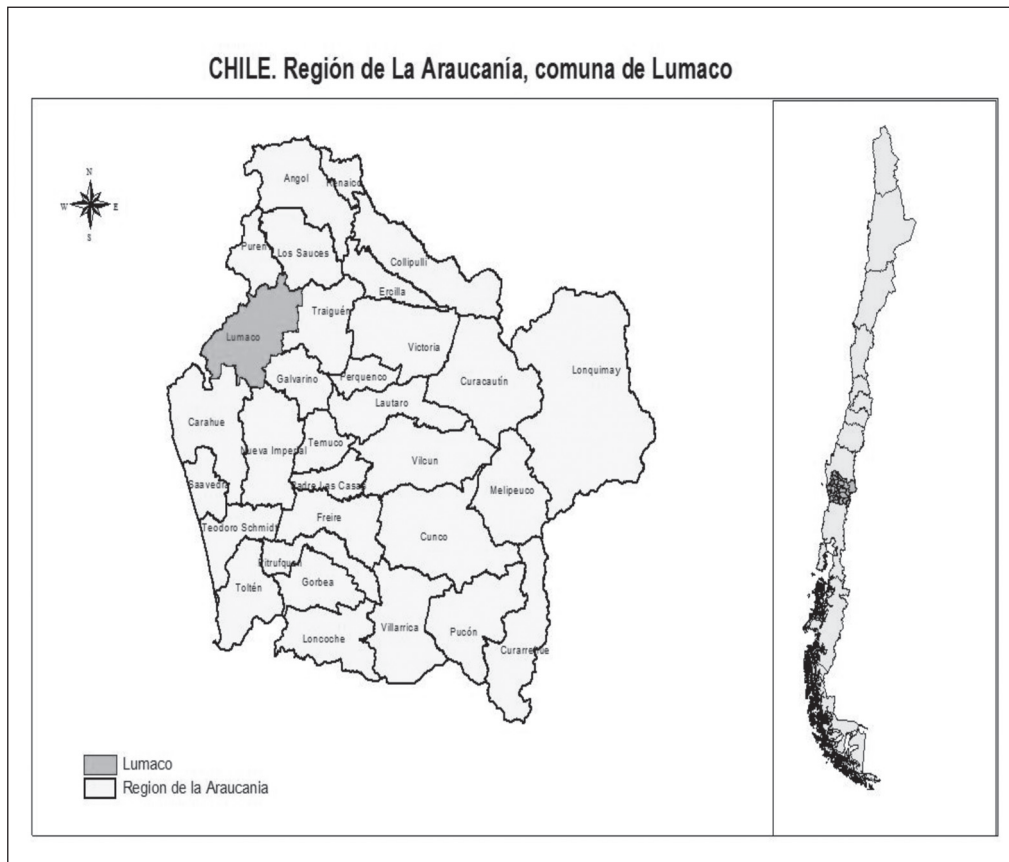 CHILE. Región de La Araucanía, comuna de Lumaco
N
W E
S
Angol
Renaico
Puren
Los Sauces
Collipulli
Ercilla
Traiguén
Lumaco
Victoria
Lonquimay
Galvarino
Perquenco
Curacautín
Lautaro
Carahue
Nueva Imperial
Temuco
Vilcun
Saavedra
Padre Las Casas
Melipeuco
Freire
Teodoro Schmidt
Cunco
Pitrufquen
Gorbea
Toltén
Villarrica
Pucón
Loncoche
Curarrehue
Lumaco
Region de la Araucania